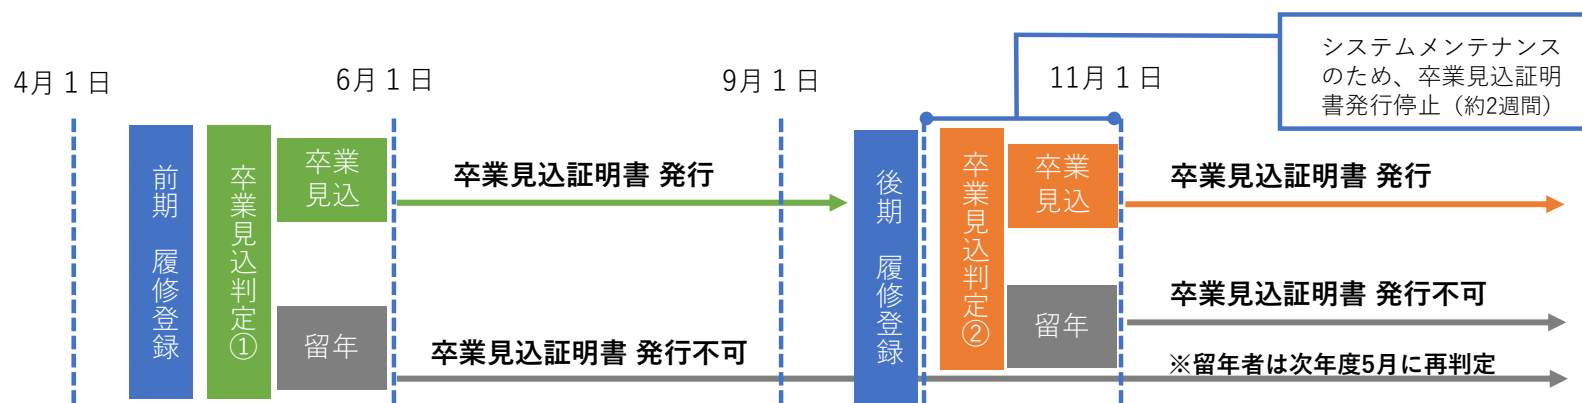 4月１日
6月１日
9月１日
11月１日
システムメンテナンス
のため、卒業見込証明
書発行停止（約2週間）
前期　履修登録
卒業見込判定①
卒業
見込
卒業見込証明書 発行
留年
卒業見込証明書 発行不可
後期　履修登録
卒業見込判定②
卒業
見込
卒業見込証明書 発行
留年
卒業見込証明書 発行不可
※留年者は次年度5月に再判定